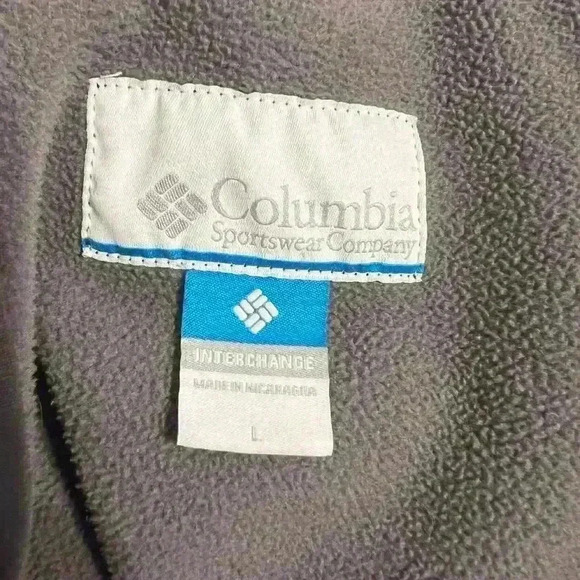 Columbia
Sportswear Company
INTERCHANGE
MADE IN NICARAGUA
L